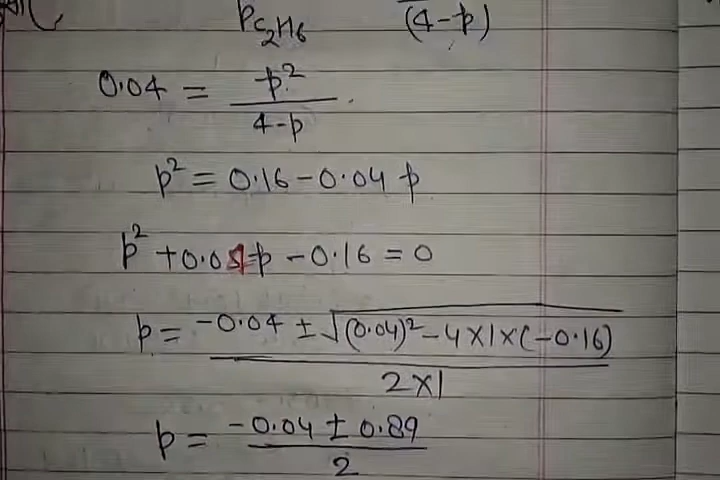 P_C₂H₆ (4-p)
0.04 = p² / 4-p
p² = 0.16 - 0.04 p
p² + 0.04p - 0.16 = 0
p = -0.04 ± √(0.04)² - 4×1×(-0.16) / 2×1
p = -0.04 ± 0.89 / 2